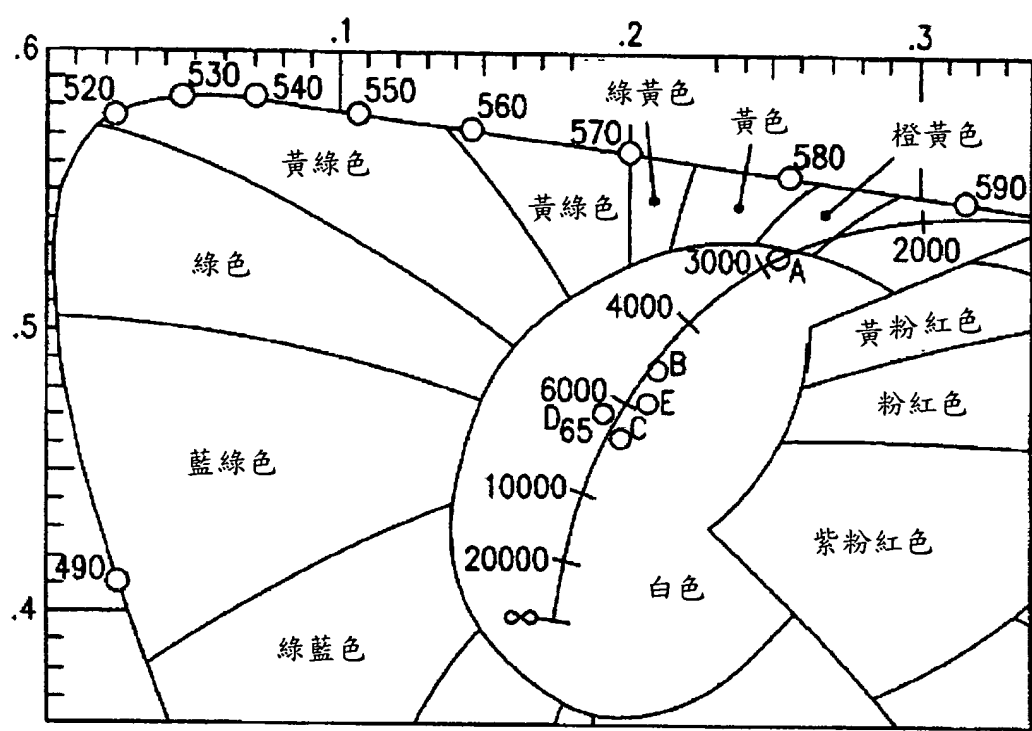 .1 .2 .3
.6
520 530 540 550 560 570 580 590
綠黃色 黃色 橙黃色
黃綠色 黃綠色
綠色
3000 A 2000
4000
.5
黃粉紅色
B
6000 E
D65 C
粉紅色
藍綠色
10000
紫粉紅色
20000
490
白色
.4
∞
綠藍色